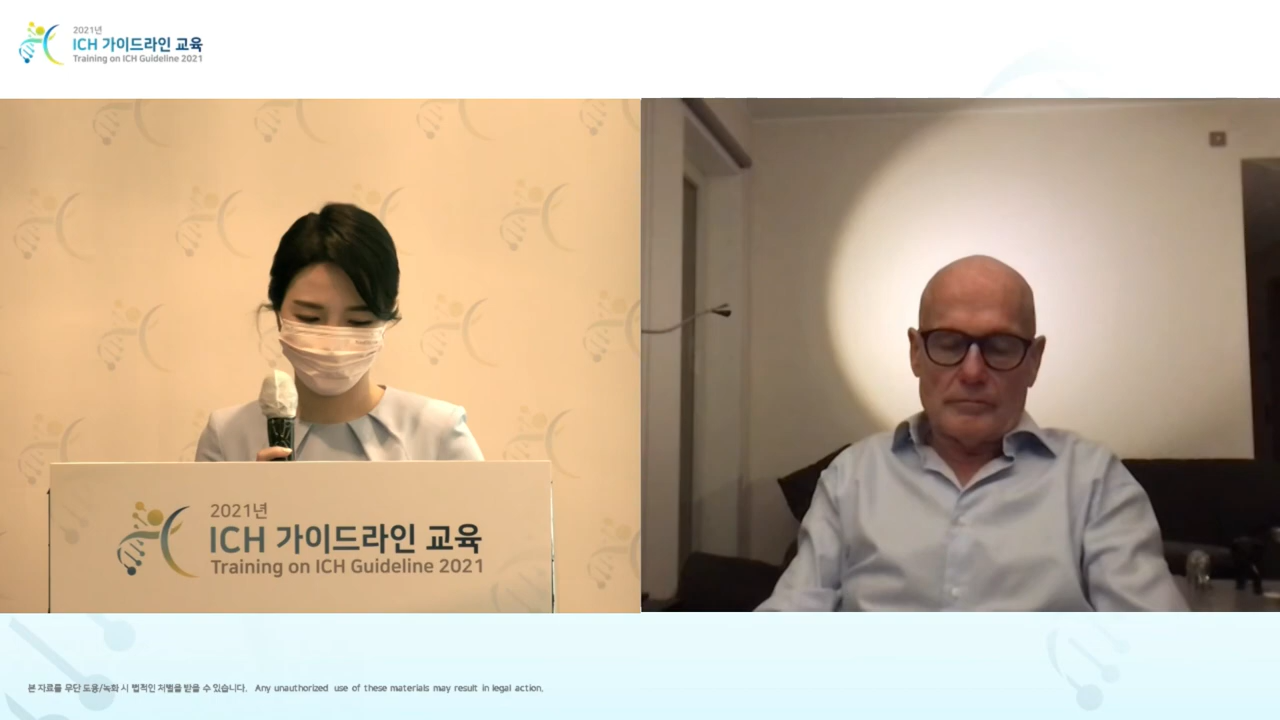 2021년
ICH 가이드라인 교육
Training on ICH Guideline 2021
2021년
ICH 가이드라인 교육
Training on ICH Guideline 2021
본 자료를 무단 도용/녹화 시 법적인 처벌을 받을 수 있습니다. Any unauthorized use of these materials may result in legal action.